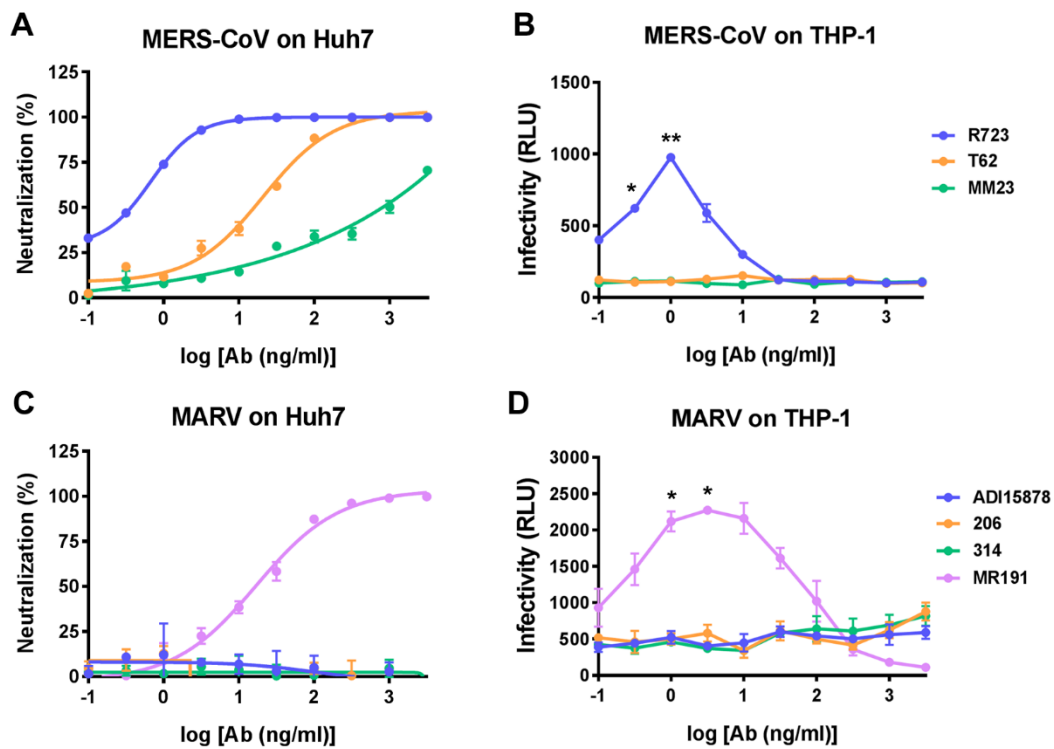 A
MERS-CoV on Huh7
Neutralization (%)
125
100
75
50
25
0
-1
0
1
2
3
log [Ab (ng/ml)]
B
MERS-CoV on THP-1
Infectivity (RLU)
1500
1000
500
0
*
**
-1
0
1
2
3
log [Ab (ng/ml)]
R723
T62
MM23
C
MARV on Huh7
Neutralization (%)
125
100
75
50
25
0
-1
0
1
2
3
log [Ab (ng/ml)]
D
MARV on THP-1
Infectivity (RLU)
3000
2500
2000
1500
1000
500
0
* *
-1
0
1
2
3
log [Ab (ng/ml)]
ADI15878
206
314
MR191